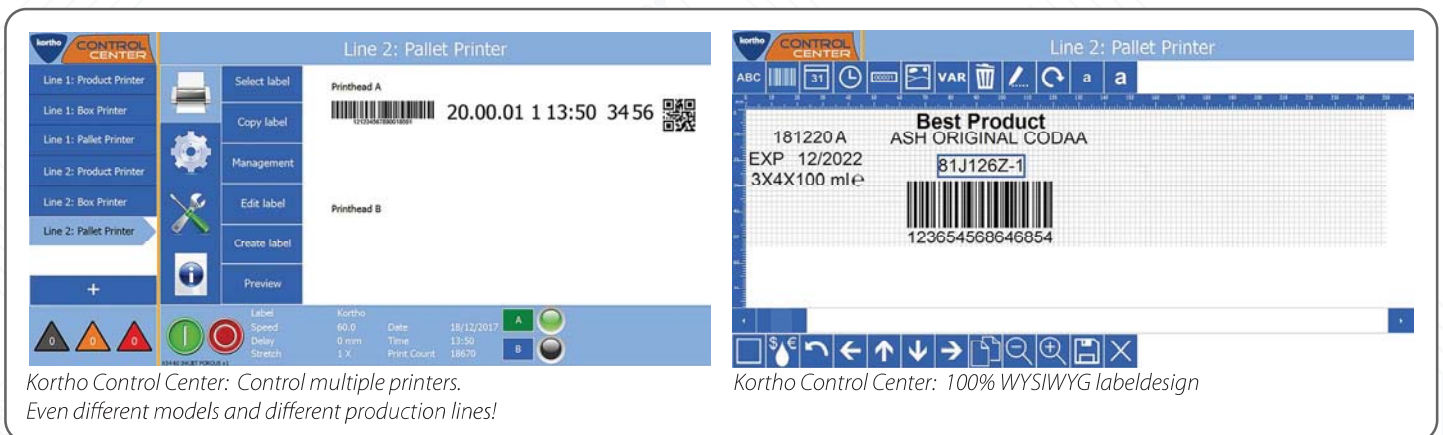 kortho CONTROL CENTER
Line 2: Pallet Printer
Line 1: Product Printer
Line 1: Box Printer
Line 1: Pallet Printer
Line 2: Product Printer
Line 2: Box Printer
Line 2: Pallet Printer
+
0 0 0
Select label
Copy label
Management
Edit label
Create label
Preview
Printhead A
20.00.01 1 13:50 3456
Printhead B
Label Kortho
Speed 60.0 Date 18/12/2017 A
Delay 0 mm Time 13:50
Stretch 1 X Print Count 18670 B
Kortho Control Center: Control multiple printers.
Even different models and different production lines!
kortho CONTROL CENTER
Line 2: Pallet Printer
ABC 31 00001 VAR a a
Best Product
181220 A ASH ORIGINAL CODAA
EXP 12/2022 81J126Z-1
3X4X100 ml℮
123654568646854
$ €
Kortho Control Center: 100% WYSIWYG labeldesign